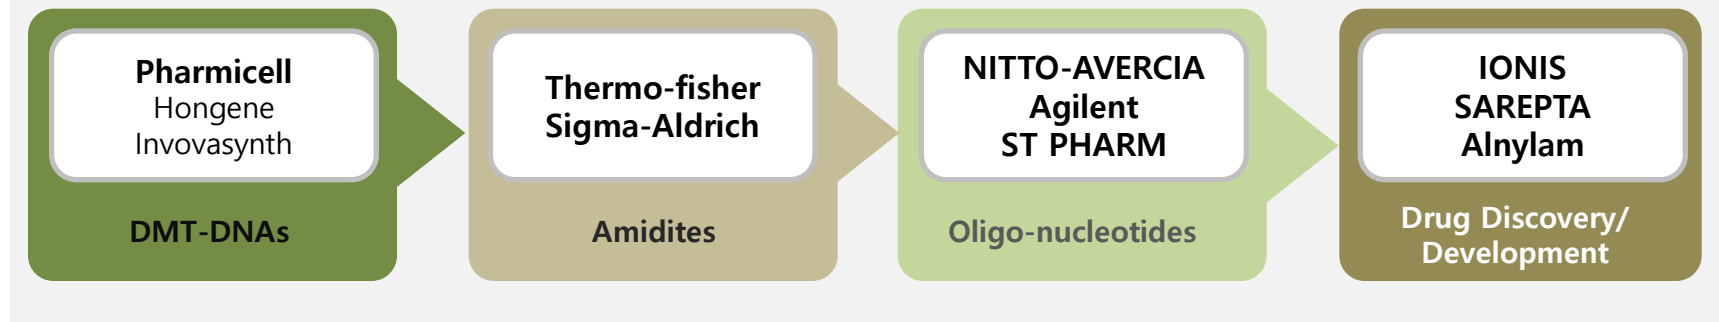 Pharmicell
Hongene
Invovasynth
DMT-DNAs
Thermo-fisher
Sigma-Aldrich
Amidites
NITTO-AVERCIA
Agilent
ST PHARM
Oligo-nucleotides
IONIS
SAREPTA
Alnylam
Drug Discovery/
Development